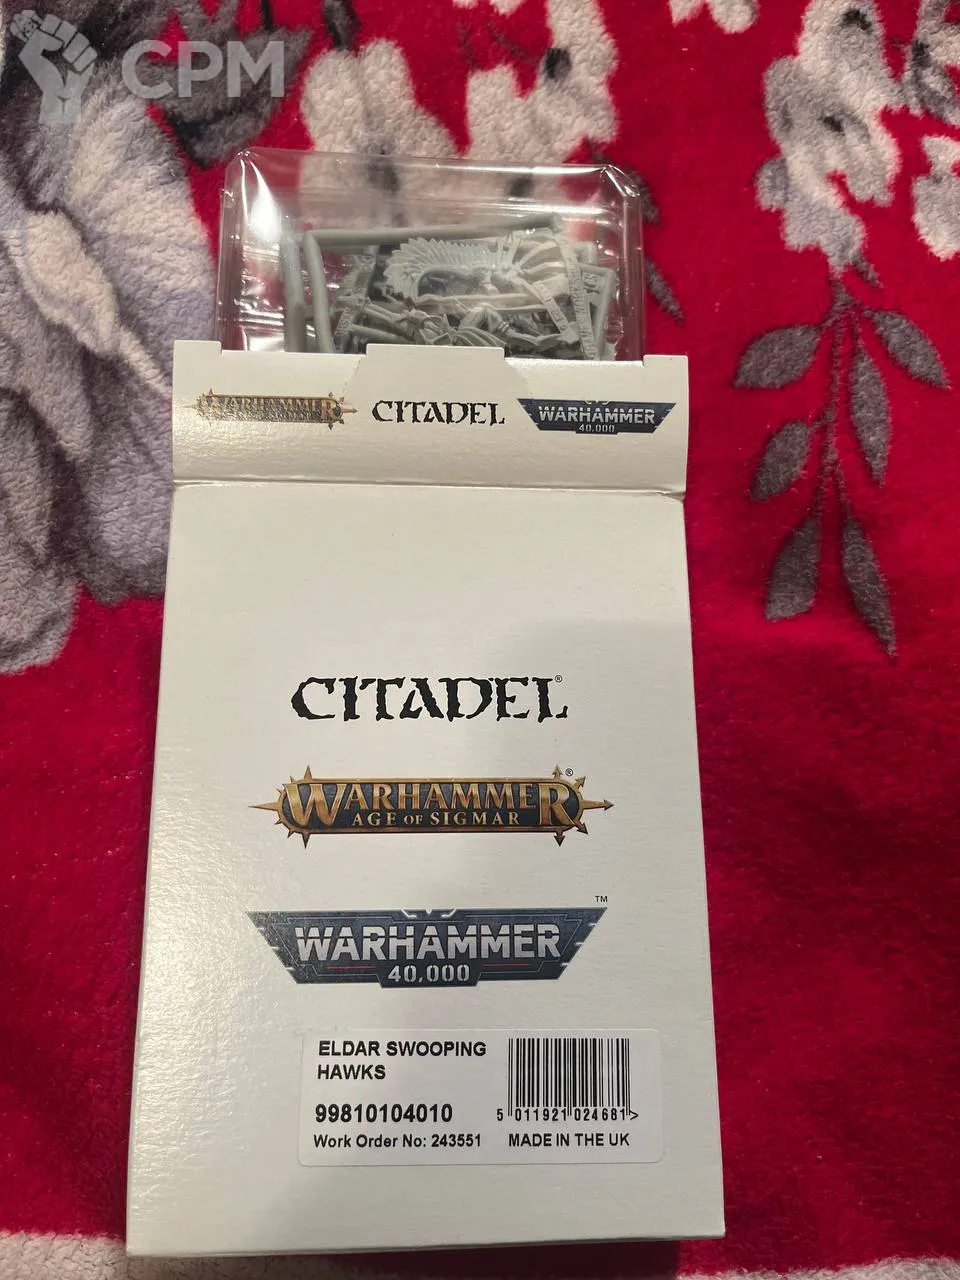 CPM
WARHAMMER
CITADEL
WARHAMMER
40,000
CITADEL®
WARHAMMER®
AGE OF SIGMAR
™
WARHAMMER
40,000
ELDAR SWOOPING
HAWKS
99810104010
5 011921 024681 >
Work Order No: 243551 MADE IN THE UK